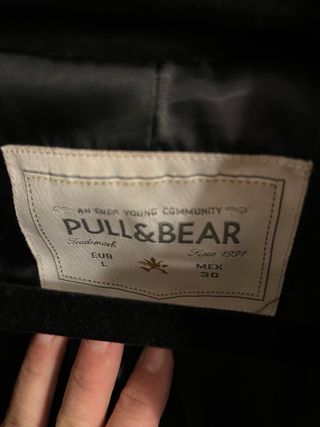 AN EVER YOUNG COMMUNITY
PULL&BEAR
Trademark Since 1991
EUR MEX
L 30